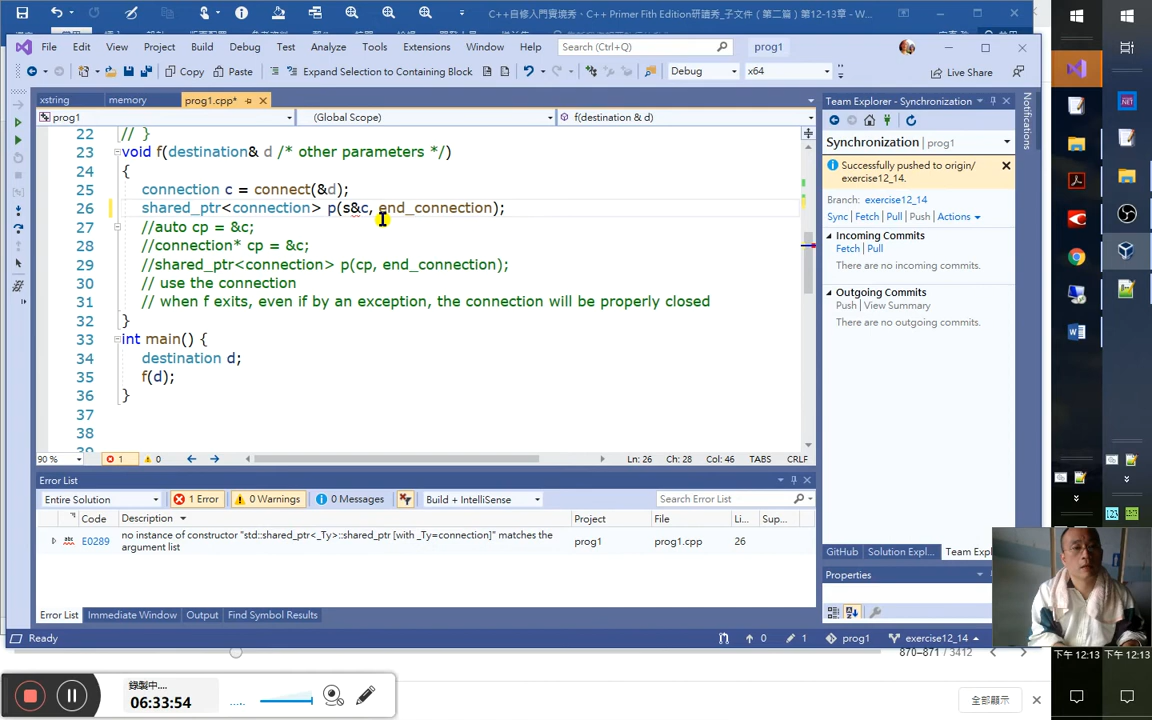 C++自修入門實境秀、C++ Primer Fifth Edition研讀秀_子文件（第二篇）12-13章 - W...
File Edit View Project Build Debug Test Analyze Tools Extensions Window Help Search (Ctrl+Q) prog1
Copy Paste Expand Selection to Containing Block Debug x64 Live Share
xstring memory prog1.cpp*
prog1 (Global Scope) f(destination & d)
22 // }
23 void f(destination& d /* other parameters */)
24 {
25 connection c = connect(&d);
26 shared_ptr<connection> p(s&c, end_connection);
27 //auto cp = &c;
28 //connection* cp = &c;
29 //shared_ptr<connection> p(cp, end_connection);
30 // use the connection
31 // when f exits, even if by an exception, the connection will be properly closed
32 }
33 int main() {
34 destination d;
35 f(d);
36 }
37
38
90 % 1 0 Ln: 26 Ch: 28 Col: 46 TABS CRLF
Error List
Entire Solution 1 Error 0 Warnings 0 Messages Build + IntelliSense Search Error List
Code Description Project File Li... Sup...
E0289 no instance of constructor "std::shared_ptr<_Ty>::shared_ptr [with _Ty=connection]" matches the prog1 prog1.cpp 26
argument list
Error List Immediate Window Output Find Symbol Results
Ready 0 1 prog1 exercise12_14
Team Explorer - Synchronization
Synchronization prog1
Successfully pushed to origin/
exercise12_14.
Branch: exercise12_14
Sync Fetch Pull Push Actions
Incoming Commits
Fetch Pull
There are no incoming commits.
Outgoing Commits
Push View Summary
There are no outgoing commits.
Notifications
GitHub Solution Expl... Team Expl
Properties
870–871 / 3412
錄製中....
06:33:54
全部顯示
下午 12:13 下午 12:13